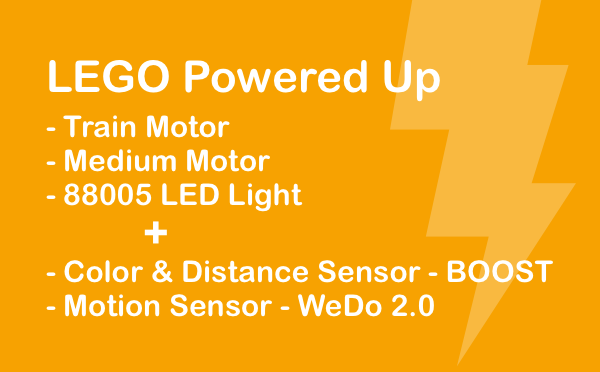 LEGO Powered Up
- Train Motor
- Medium Motor
- 88005 LED Light
+
- Color & Distance Sensor - BOOST
- Motion Sensor - WeDo 2.0